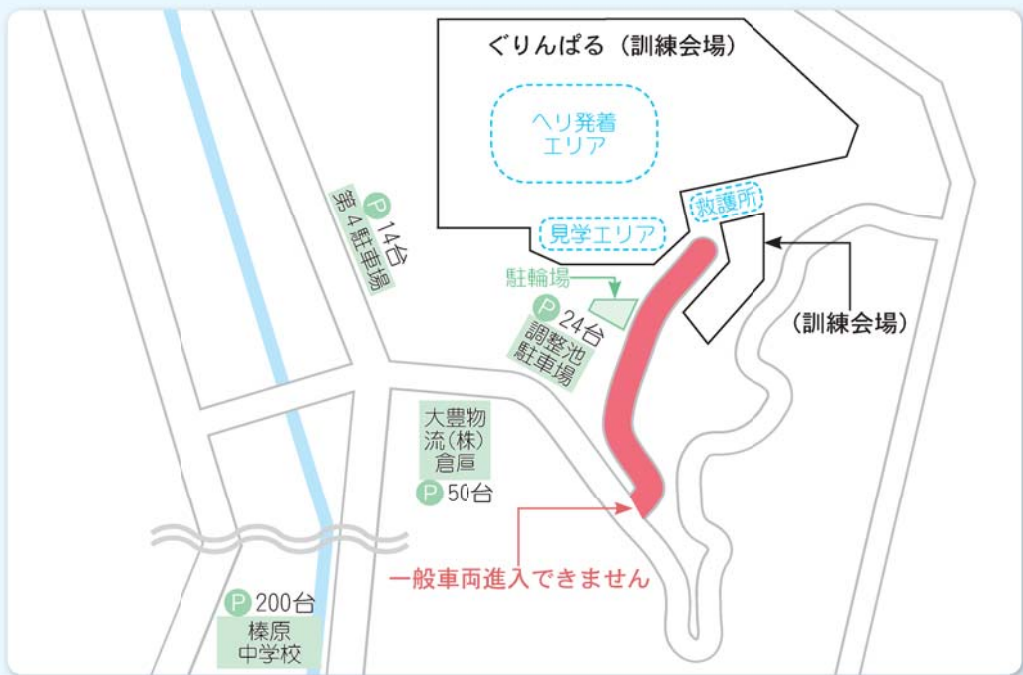 ぐりんぱる（訓練会場）
ヘリ発着
エリア
救護所
見学エリア
P 14台
第４駐車場
駐輪場
P 24台
調整池
駐車場
（訓練会場）
大豊物
流（株）
倉庫
P 50台
一般車両進入できません
P 200台
榛原
中学校